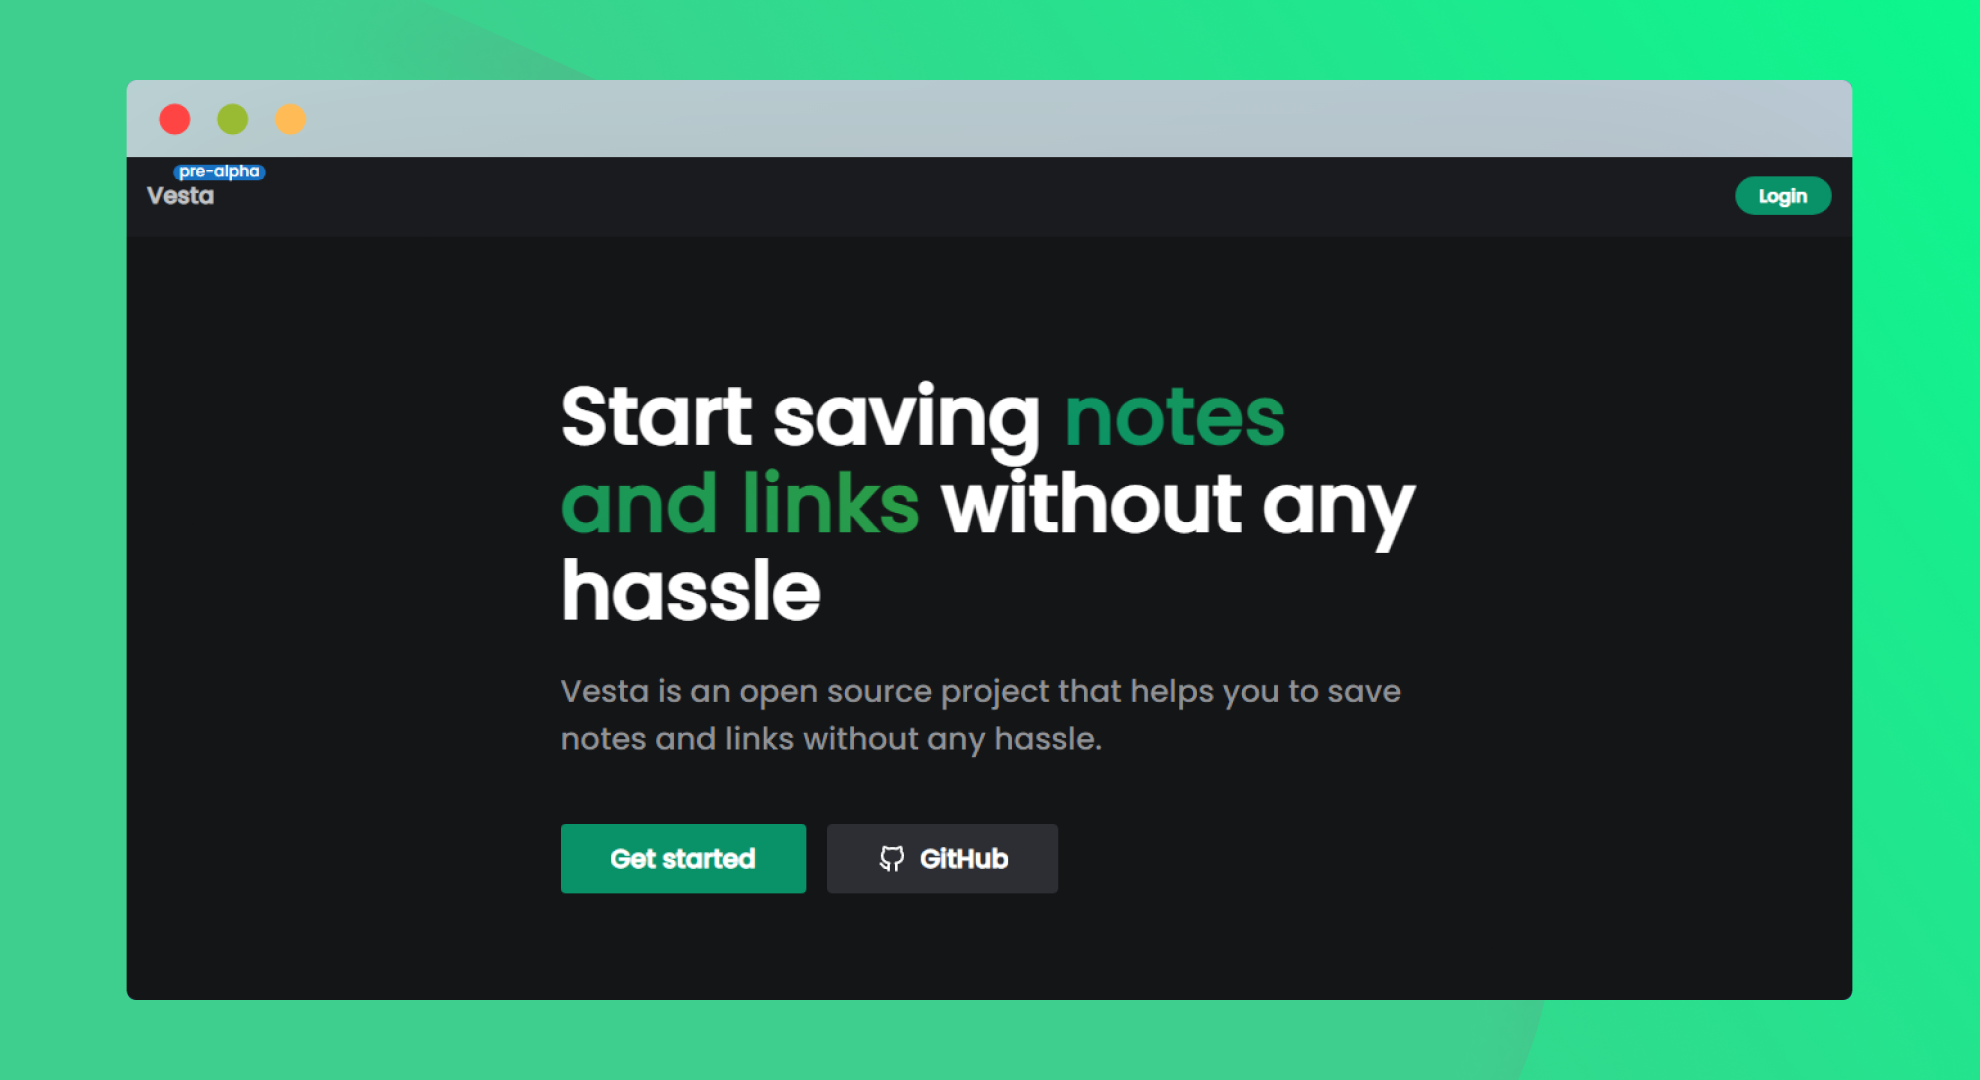 pre-alpha
Vesta
Login
Start saving notes
and links without any
hassle
Vesta is an open source project that helps you to save
notes and links without any hassle.
Get started
GitHub